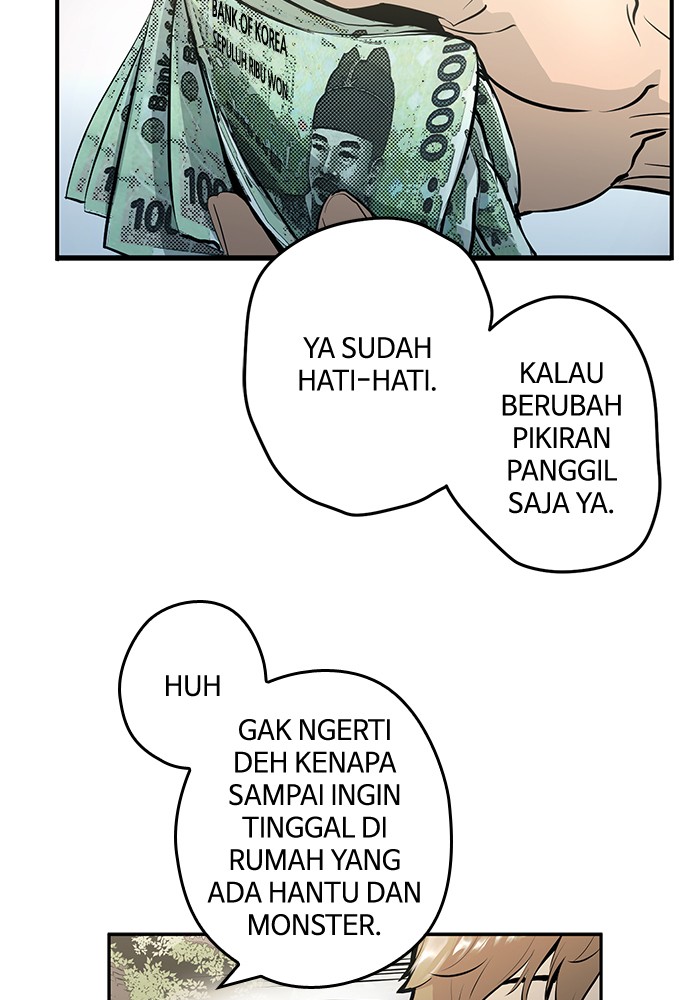 BANK OF KOREA
SEPULUH RIBU WON
10000
YA SUDAH
HATI-HATI.
KALAU
BERUBAH
PIKIRAN
PANGGIL
SAJA YA.
HUH
GAK NGERTI
DEH KENAPA
SAMPAI INGIN
TINGGAL DI
RUMAH YANG
ADA HANTU DAN
MONSTER.